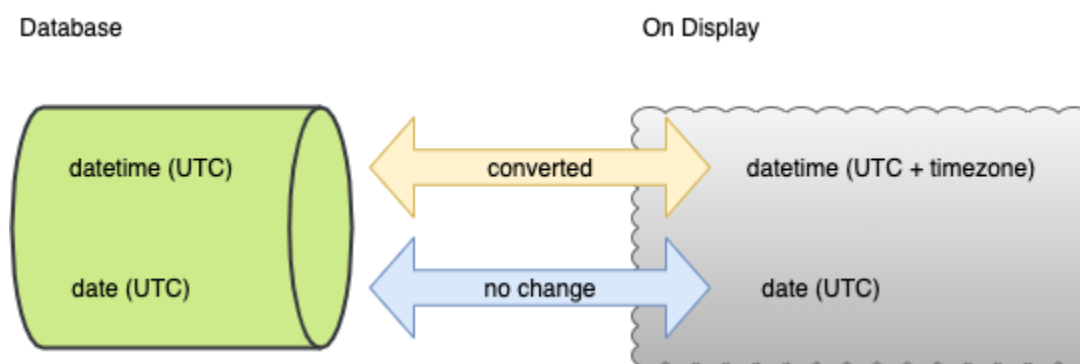 Database
On Display
datetime (UTC)
converted
datetime (UTC + timezone)
date (UTC)
no change
date (UTC)